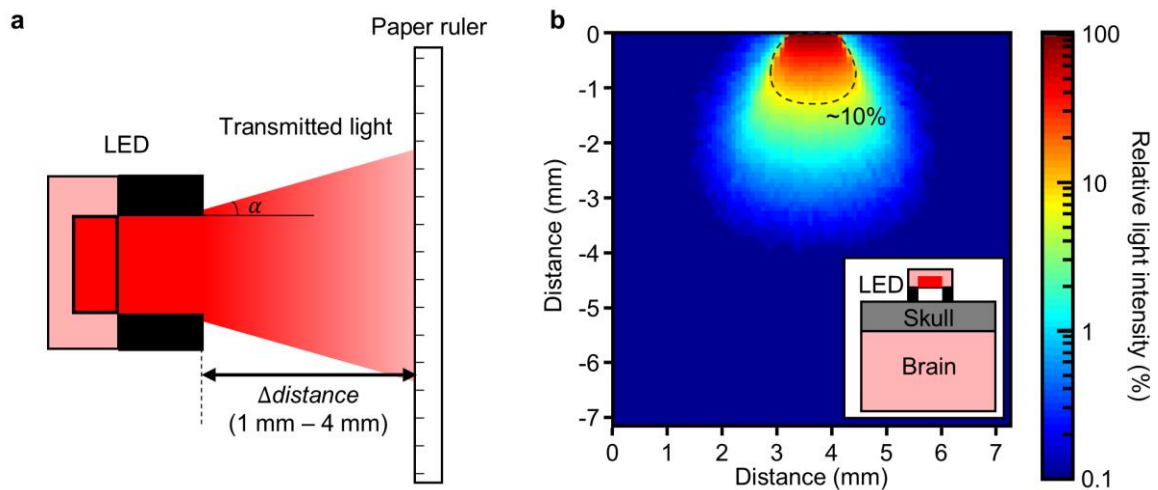 a
Paper ruler
Transmitted light
LED
α
Δdistance
(1 mm – 4 mm)
b
0
-1
-2
-3
-4
-5
-6
-7
Distance (mm)
~10%
LED
Skull
Brain
0 1 2 3 4 5 6 7
Distance (mm)
100
10
1
0.1
Relative light intensity (%)